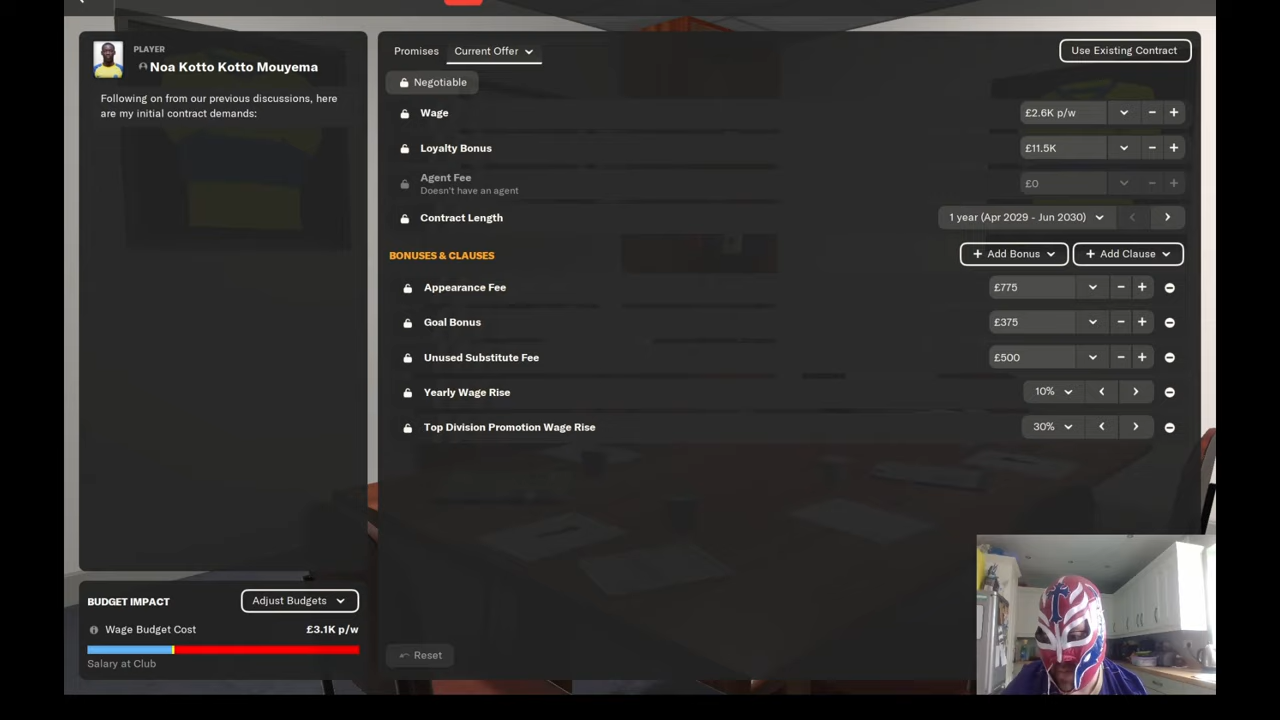 PLAYER
Noa Kotto Kotto Mouyema
Following on from our previous discussions, here
are my initial contract demands:
Promises
Current Offer
Use Existing Contract
Negotiable
Wage
£2.6K p/w
Loyalty Bonus
£11.5K
Agent Fee
Doesn't have an agent
£0
Contract Length
1 year (Apr 2029 - Jun 2030)
BONUSES & CLAUSES
+ Add Bonus
+ Add Clause
Appearance Fee
£775
Goal Bonus
£375
Unused Substitute Fee
£500
Yearly Wage Rise
10%
Top Division Promotion Wage Rise
30%
BUDGET IMPACT
Adjust Budgets
Wage Budget Cost
£3.1K p/w
Salary at Club
Reset